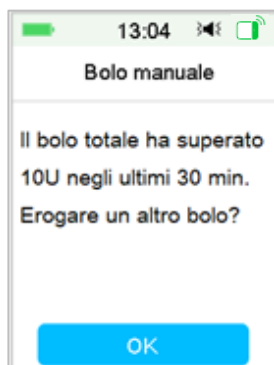 13:04
Bolo manuale
Il bolo totale ha superato
10U negli ultimi 30 min.
Erogare un altro bolo?
OK